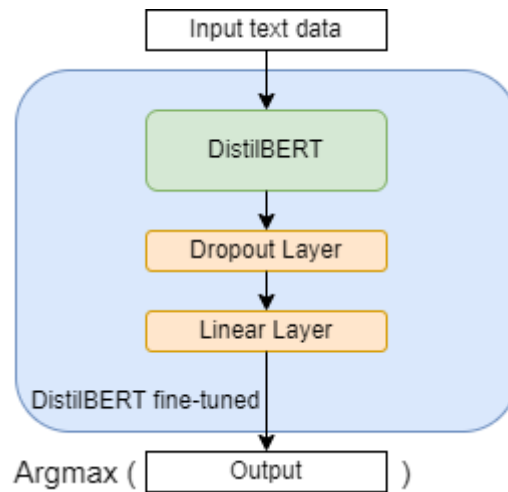 Input text data
DistilBERT
Dropout Layer
Linear Layer
DistilBERT fine-tuned
Argmax ( Output )